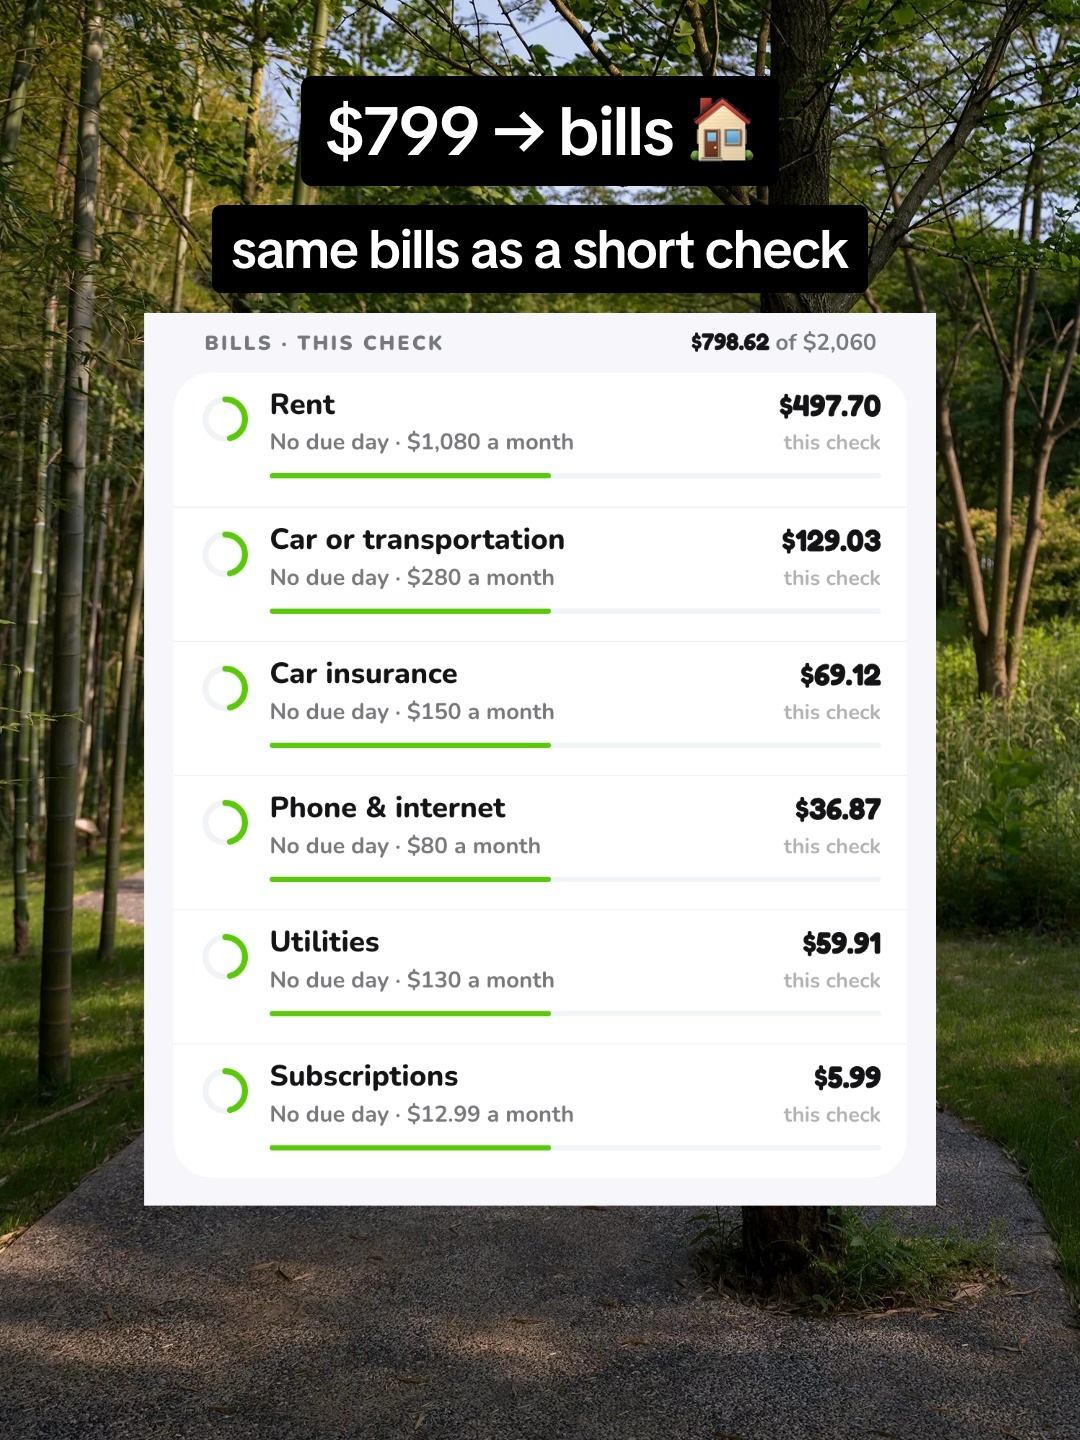 $799 → bills 🏠
same bills as a short check
BILLS · THIS CHECK $798.62 of $2,060
Rent $497.70
No due day · $1,080 a month this check
Car or transportation $129.03
No due day · $280 a month this check
Car insurance $69.12
No due day · $150 a month this check
Phone & internet $36.87
No due day · $80 a month this check
Utilities $59.91
No due day · $130 a month this check
Subscriptions $5.99
No due day · $12.99 a month this check